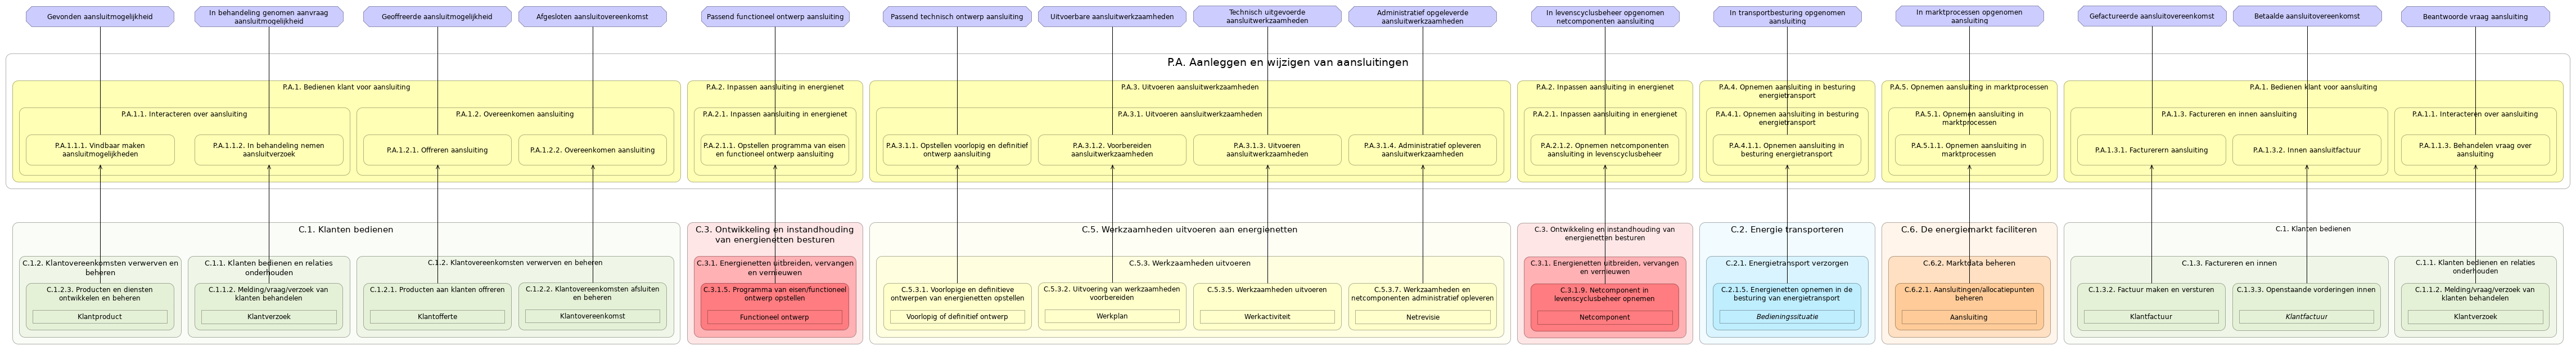 Gevonden aansluitmogelijkheid
In behandeling genomen aanvraag
aansluitmogelijkheid
Geoffreerde aansluitmogelijkheid
Afgesloten aansluitovereenkomst
Passend functioneel ontwerp aansluiting
Passend technisch ontwerp aansluiting
Uitvoerbare aansluitwerkzaamheden
Technisch uitgevoerde
aansluitwerkzaamheden
Administratief opgeleverde
aansluitwerkzaamheden
In levenscyclusbeheer opgenomen
netcomponenten aansluiting
In transportbesturing opgenomen
aansluiting
In marktprocessen opgenomen
aansluiting
Gefactureerde aansluitovereenkomst
Betaalde aansluitovereenkomst
Beantwoorde vraag aansluiting
P.A. Aanleggen en wijzigen van aansluitingen
P.A.1. Bedienen klant voor aansluiting
P.A.2. Inpassen aansluiting in energienet
P.A.3. Uitvoeren aansluitwerkzaamheden
P.A.2. Inpassen aansluiting in energienet
P.A.4. Opnemen aansluiting in besturing
energietransport
P.A.5. Opnemen aansluiting in marktprocessen
P.A.1. Bedienen klant voor aansluiting
P.A.1.1. Interacteren over aansluiting
P.A.1.2. Overeenkomen aansluiting
P.A.2.1. Inpassen aansluiting in energienet
P.A.3.1. Uitvoeren aansluitwerkzaamheden
P.A.2.1. Inpassen aansluiting in energienet
P.A.4.1. Opnemen aansluiting in besturing
energietransport
P.A.5.1. Opnemen aansluiting in
marktprocessen
P.A.1.3. Factureren en innen aansluiting
P.A.1.1. Interacteren over aansluiting
P.A.1.1.1. Vindbaar maken
aansluitmogelijkheden
P.A.1.1.2. In behandeling nemen
aansluitverzoek
P.A.1.2.1. Offreren aansluiting
P.A.1.2.2. Overeenkomen aansluiting
P.A.2.1.1. Opstellen programma van eisen
en functioneel ontwerp aansluiting
P.A.3.1.1. Opstellen voorlopig en definitief
ontwerp aansluiting
P.A.3.1.2. Voorbereiden
aansluitwerkzaamheden
P.A.3.1.3. Uitvoeren
aansluitwerkzaamheden
P.A.3.1.4. Administratief opleveren
aansluitwerkzaamheden
P.A.2.1.2. Opnemen netcomponenten
aansluiting in levenscyclusbeheer
P.A.4.1.1. Opnemen aansluiting in
besturing energietransport
P.A.5.1.1. Opnemen aansluiting in
marktprocessen
P.A.1.3.1. Facturerern aansluiting
P.A.1.3.2. Innen aansluitfactuur
P.A.1.1.3. Behandelen vraag over
aansluiting
C.1. Klanten bedienen
C.3. Ontwikkeling en instandhouding
van energienetten besturen
C.5. Werkzaamheden uitvoeren aan energienetten
C.3. Ontwikkeling en instandhouding van
energienetten besturen
C.2. Energie transporteren
C.6. De energiemarkt faciliteren
C.1. Klanten bedienen
C.1.2. Klantovereenkomsten verwerven en
beheren
C.1.1. Klanten bedienen en relaties
onderhouden
C.1.2. Klantovereenkomsten verwerven en beheren
C.3.1. Energienetten uitbreiden, vervangen
en vernieuwen
C.5.3. Werkzaamheden uitvoeren
C.3.1. Energienetten uitbreiden, vervangen
en vernieuwen
C.2.1. Energietransport verzorgen
C.6.2. Marktdata beheren
C.1.3. Factureren en innen
C.1.1. Klanten bedienen en relaties
onderhouden
C.1.2.3. Producten en diensten
ontwikkelen en beheren
C.1.1.2. Melding/vraag/verzoek van
klanten behandelen
C.1.2.1. Producten aan klanten offreren
C.1.2.2. Klantovereenkomsten afsluiten
en beheren
C.3.1.5. Programma van eisen/functioneel
ontwerp opstellen
C.5.3.1. Voorlopige en definitieve
ontwerpen van energienetten opstellen
C.5.3.2. Uitvoering van werkzaamheden
voorbereiden
C.5.3.5. Werkzaamheden uitvoeren
C.5.3.7. Werkzaamheden en
netcomponenten administratief opleveren
C.3.1.9. Netcomponent in
levenscyclusbeheer opnemen
C.2.1.5. Energienetten opnemen in de
besturing van energietransport
C.6.2.1. Aansluitingen/allocatiepunten
beheren
C.1.3.2. Factuur maken en versturen
C.1.3.3. Openstaande vorderingen innen
C.1.1.2. Melding/vraag/verzoek van
klanten behandelen
Klantproduct
Klantverzoek
Klantofferte
Klantovereenkomst
Functioneel ontwerp
Voorlopig of definitief ontwerp
Werkplan
Werkactiviteit
Netrevisie
Netcomponent
Bedieningssituatie
Aansluiting
Klantfactuur
Klantfactuur
Klantverzoek